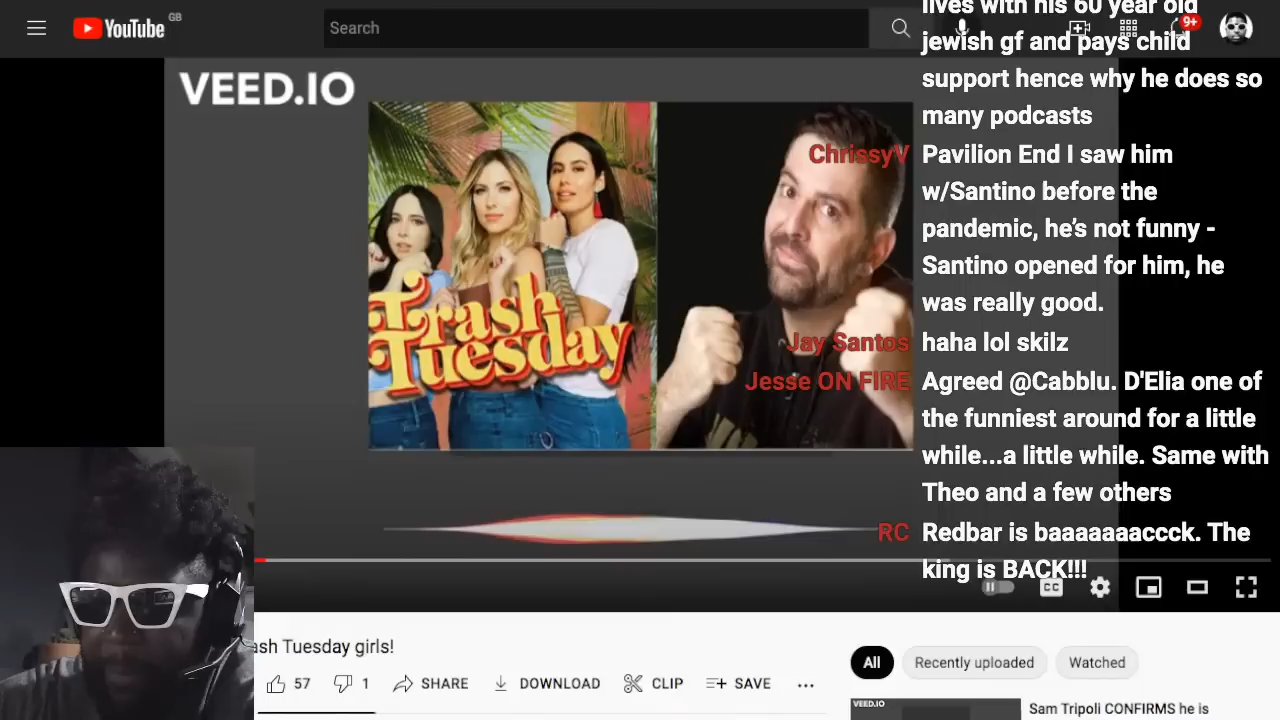 GB
YouTube
Search
9+
VEED.IO
lives with his 60 year old
jewish gf and pays child
support hence why he does so
many podcasts
ChrissyV Pavilion End I saw him
w/Santino before the
pandemic, he’s not funny -
Santino opened for him, he
was really good.
Jay Santos haha lol skilz
Jesse ON FIRE Agreed @Cabblu. D'Elia one of
the funniest around for a little
while...a little while. Same with
Theo and a few others
RC Redbar is baaaaaaaccck. The
king is BACK!!!
Trash
Tuesday
CC
ash Tuesday girls!
57
1
SHARE
DOWNLOAD
CLIP
SAVE
All
Recently uploaded
Watched
VEED.IO
Sam Tripoli CONFIRMS he is